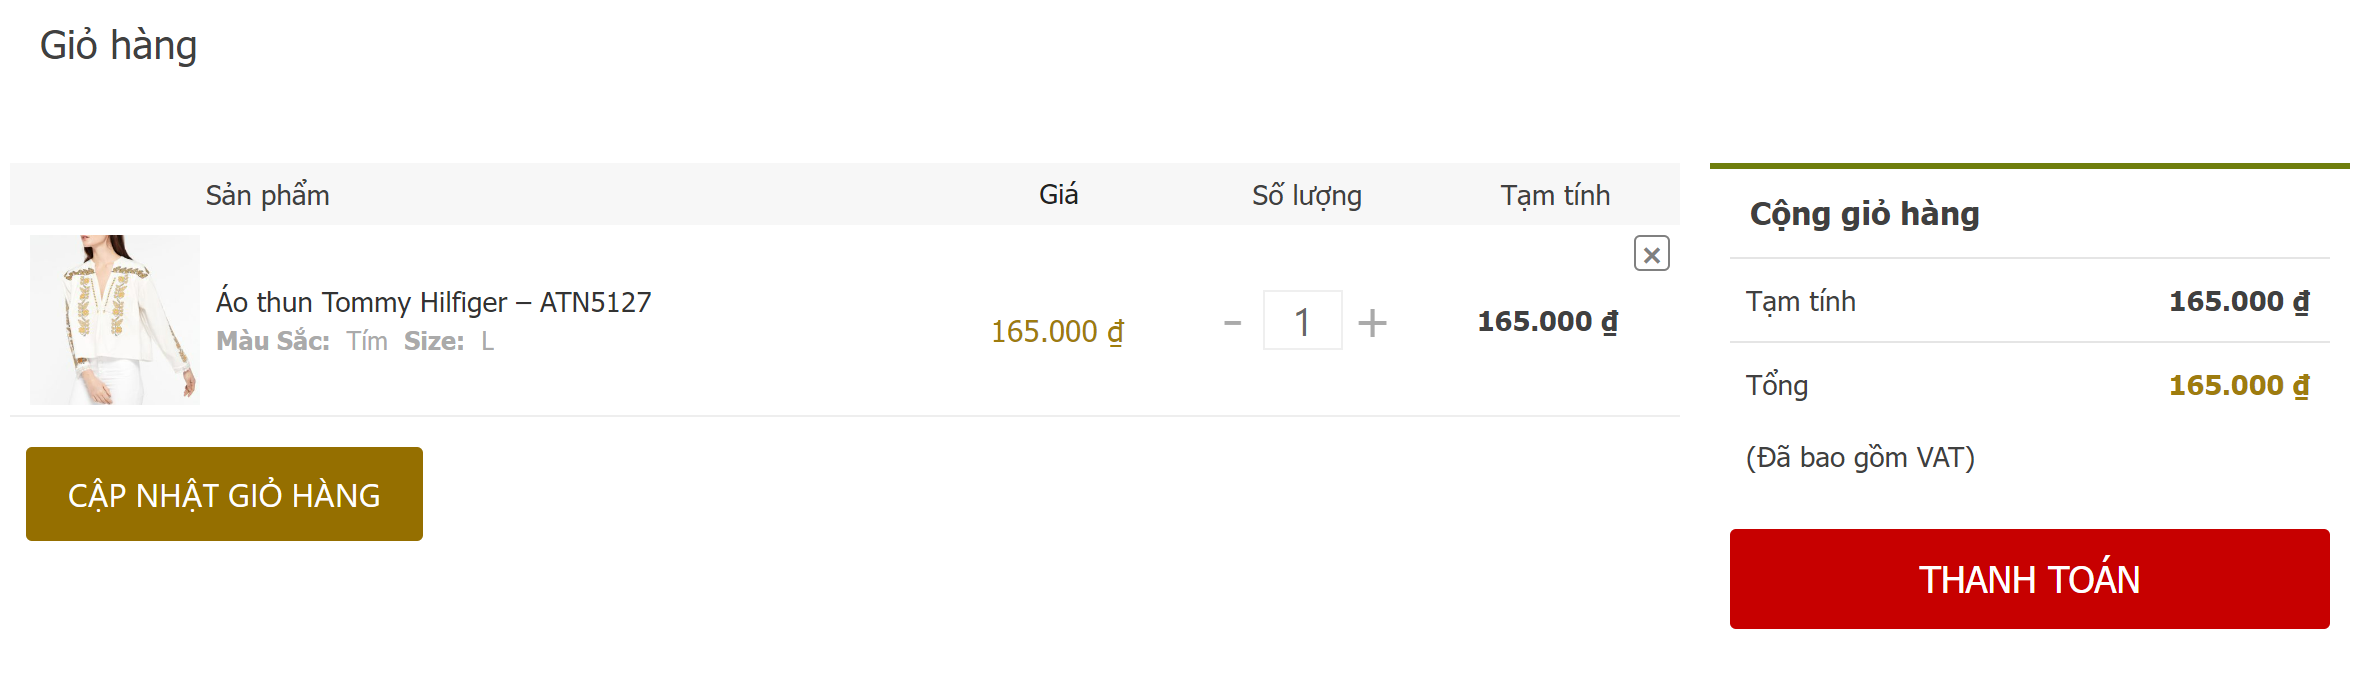 Giỏ hàng
Sản phẩm Giá Số lượng Tạm tính
Áo thun Tommy Hilfiger – ATN5127
Màu Sắc: Tím Size: L
165.000 ₫
- 1 +
165.000 ₫
×
CẬP NHẬT GIỎ HÀNG
Cộng giỏ hàng
Tạm tính 165.000 ₫
Tổng 165.000 ₫
(Đã bao gồm VAT)
THANH TOÁN